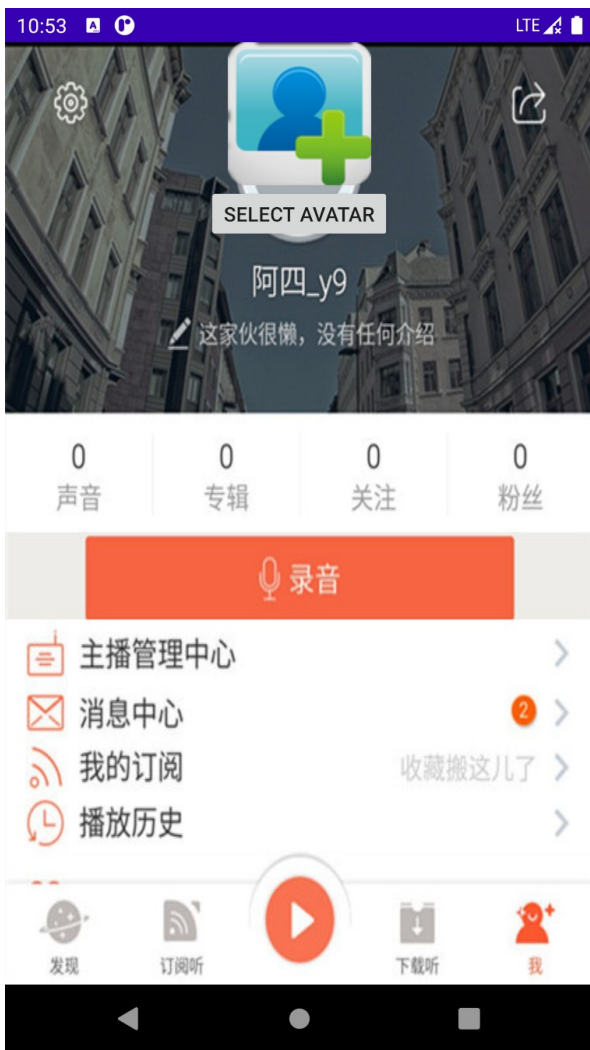 10:53
LTE
SELECT AVATAR
阿四_y9
这家伙很懒，没有任何介绍
0 0 0 0
声音 专辑 关注 粉丝
录音
主播管理中心
消息中心 2
我的订阅 收藏搬这儿了
播放历史
发现 订阅听 下载听 我